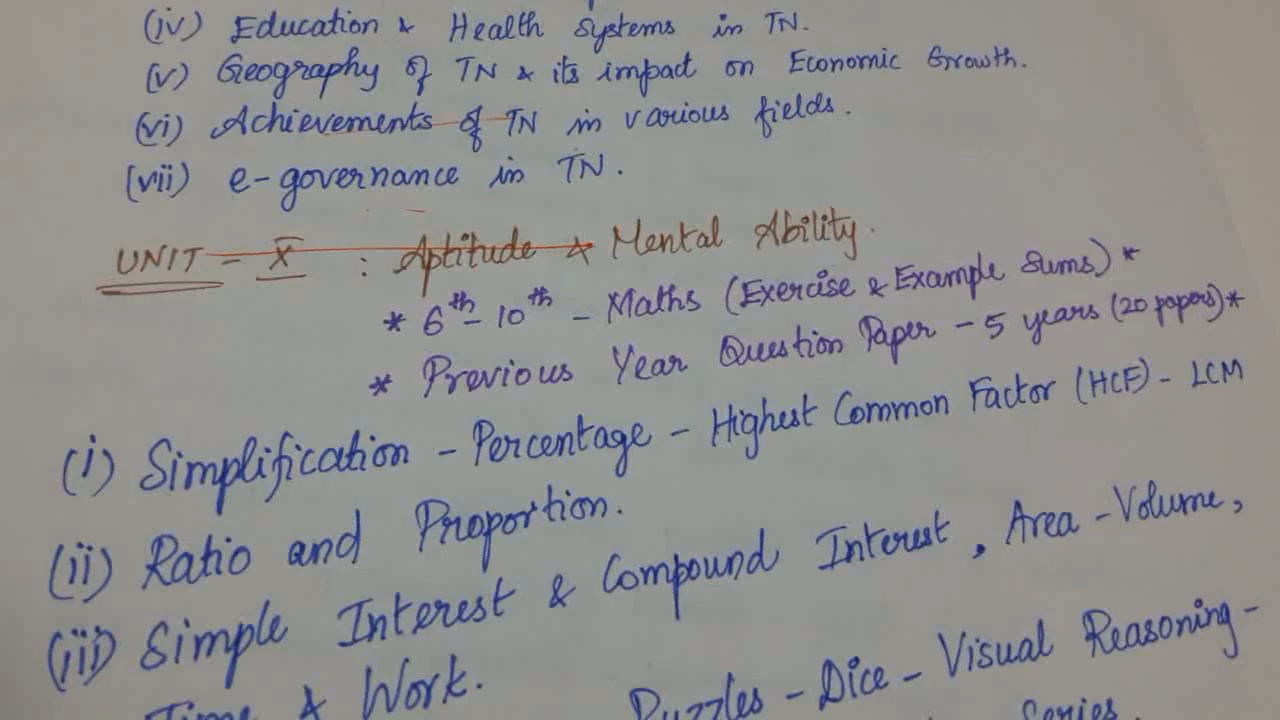 (iv) Education & Health Systems in TN.
(v) Geography of TN & its impact on Economic Growth.
(vi) Achievements of TN in various fields.
(vii) e-governance in TN.
UNIT - X : Aptitude & Mental Ability.
* 6th - 10th - Maths (Exercise & Example Sums) *
* Previous Year Question Paper - 5 years (20 papers) *
(i) Simplification - Percentage - Highest Common Factor (HCF) - LCM
(ii) Ratio and Proportion.
(iii) Simple Interest & Compound Interest, Area - Volume,
Time & Work.
Puzzles - Dice - Visual Reasoning -
Series.